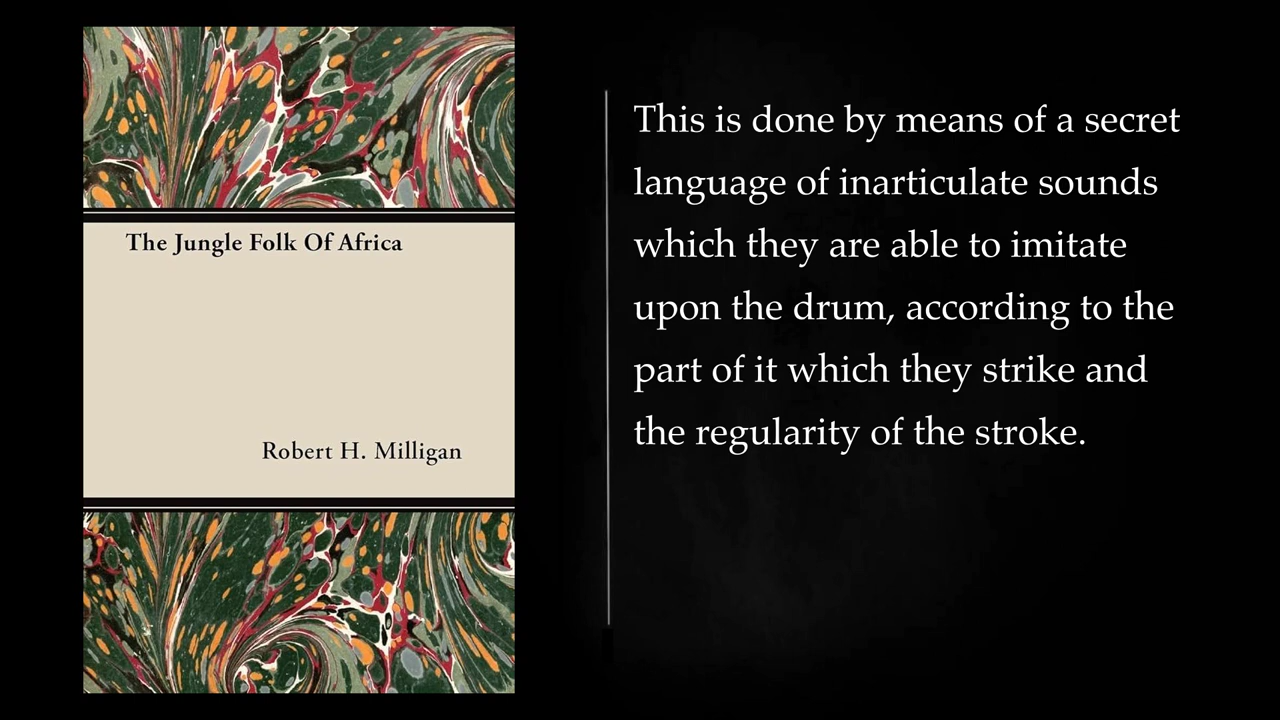 The Jungle Folk Of Africa
Robert H. Milligan
This is done by means of a secret
language of inarticulate sounds
which they are able to imitate
upon the drum, according to the
part of it which they strike and
the regularity of the stroke.